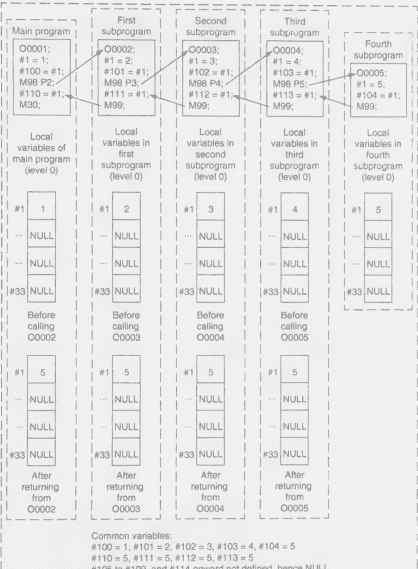 Main program
O0001;
#1 = 1;
#100 = #1;
M98 P2;
#110 = #1;
M30;
Local
variables of
main program
(level 0)
#1 1
... NULL
NULL
#33 NULL
Before
calling
O0002
#1 5
... NULL
NULL
#33 NULL
After
returning
from
O0002
First
subprogram
O0002;
#1 = 2;
#101 = #1;
M98 P3;
#111 = #1;
M99;
Local
variables in
first
subprogram
(level 0)
#1 2
... NULL
NULL
#33 NULL
Before
calling
O0003
#1 5
... NULL
NULL
#33 NULL
After
returning
from
O0003
Second
subprogram
O0003;
#1 = 3;
#102 = #1;
M98 P4;
#112 = #1;
M99;
Local
variables in
second
subprogram
(level 0)
#1 3
... NULL
NULL
#33 NULL
Before
calling
O0004
#1 5
... NULL
NULL
#33 NULL
After
returning
from
O0004
Third
subprogram
O0004;
#1 = 4;
#103 = #1;
M98 P5;
#113 = #1;
M99;
Local
variables in
third
subprogram
(level 0)
#1 4
... NULL
NULL
#33 NULL
Before
calling
O0005
#1 5
... NULL
NULL
#33 NULL
After
returning
from
O0005
Fourth
subprogram
O0005;
#1 = 5;
#104 = #1;
M99;
Local
variables in
fourth
subprogram
(level 0)
#1 5
... NULL
NULL
#33 NULL
Common variables:
#100 = 1, #101 = 2, #102 = 3, #103 = 4, #104 = 5
#110 = 5, #111 = 5, #112 = 5, #113 = 5
#105 to #109, and #114 onward not defined, hence NULL